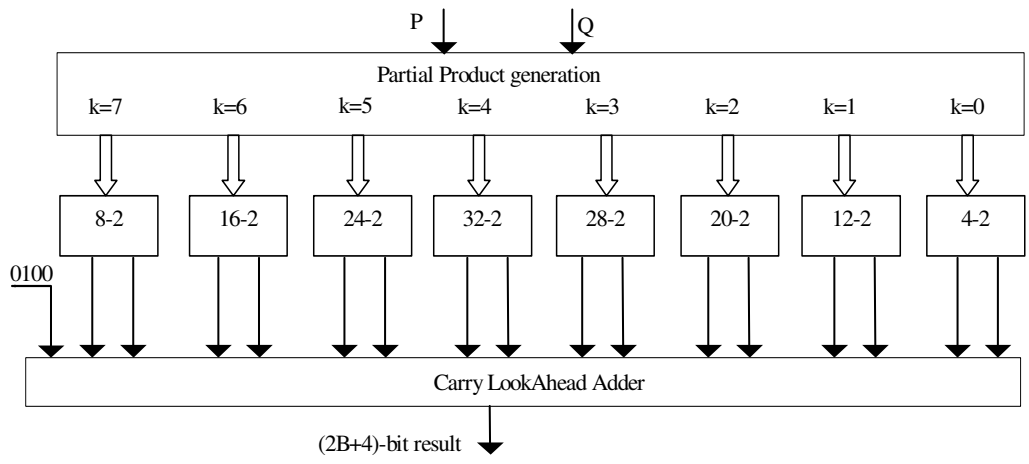 P
Q
Partial Product generation
k=7 k=6 k=5 k=4 k=3 k=2 k=1 k=0
8-2 16-2 24-2 32-2 28-2 20-2 12-2 4-2
0100
Carry LookAhead Adder
(2B+4)-bit result